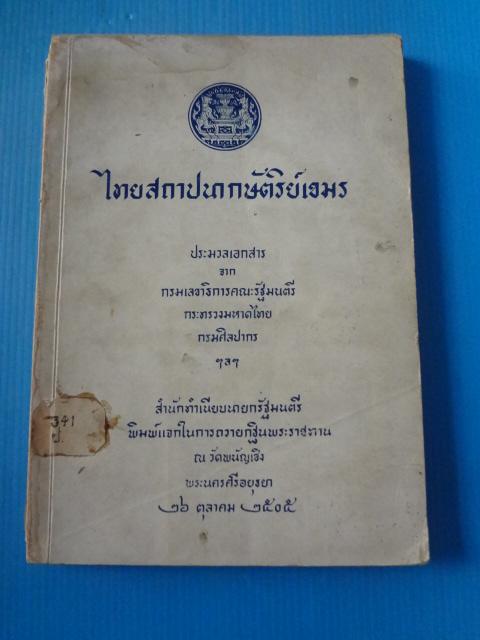 ไทยสถาปนากษัตริย์เขมร
ประมวลเอกสาร
จาก
กรมเลขาธิการคณะรัฐมนตรี
กระทรวงมหาดไทย
กรมศิลปากร
ฯลฯ
สำนักทำเนียบนายกรัฐมนตรี
พิมพ์แจกในการถวายกฐินพระราชทาน
ณ วัดพนัญเชิง
พระนครศรีอยุธยา
๒๖ ตุลาคม ๒๕๐๕
341
ป.